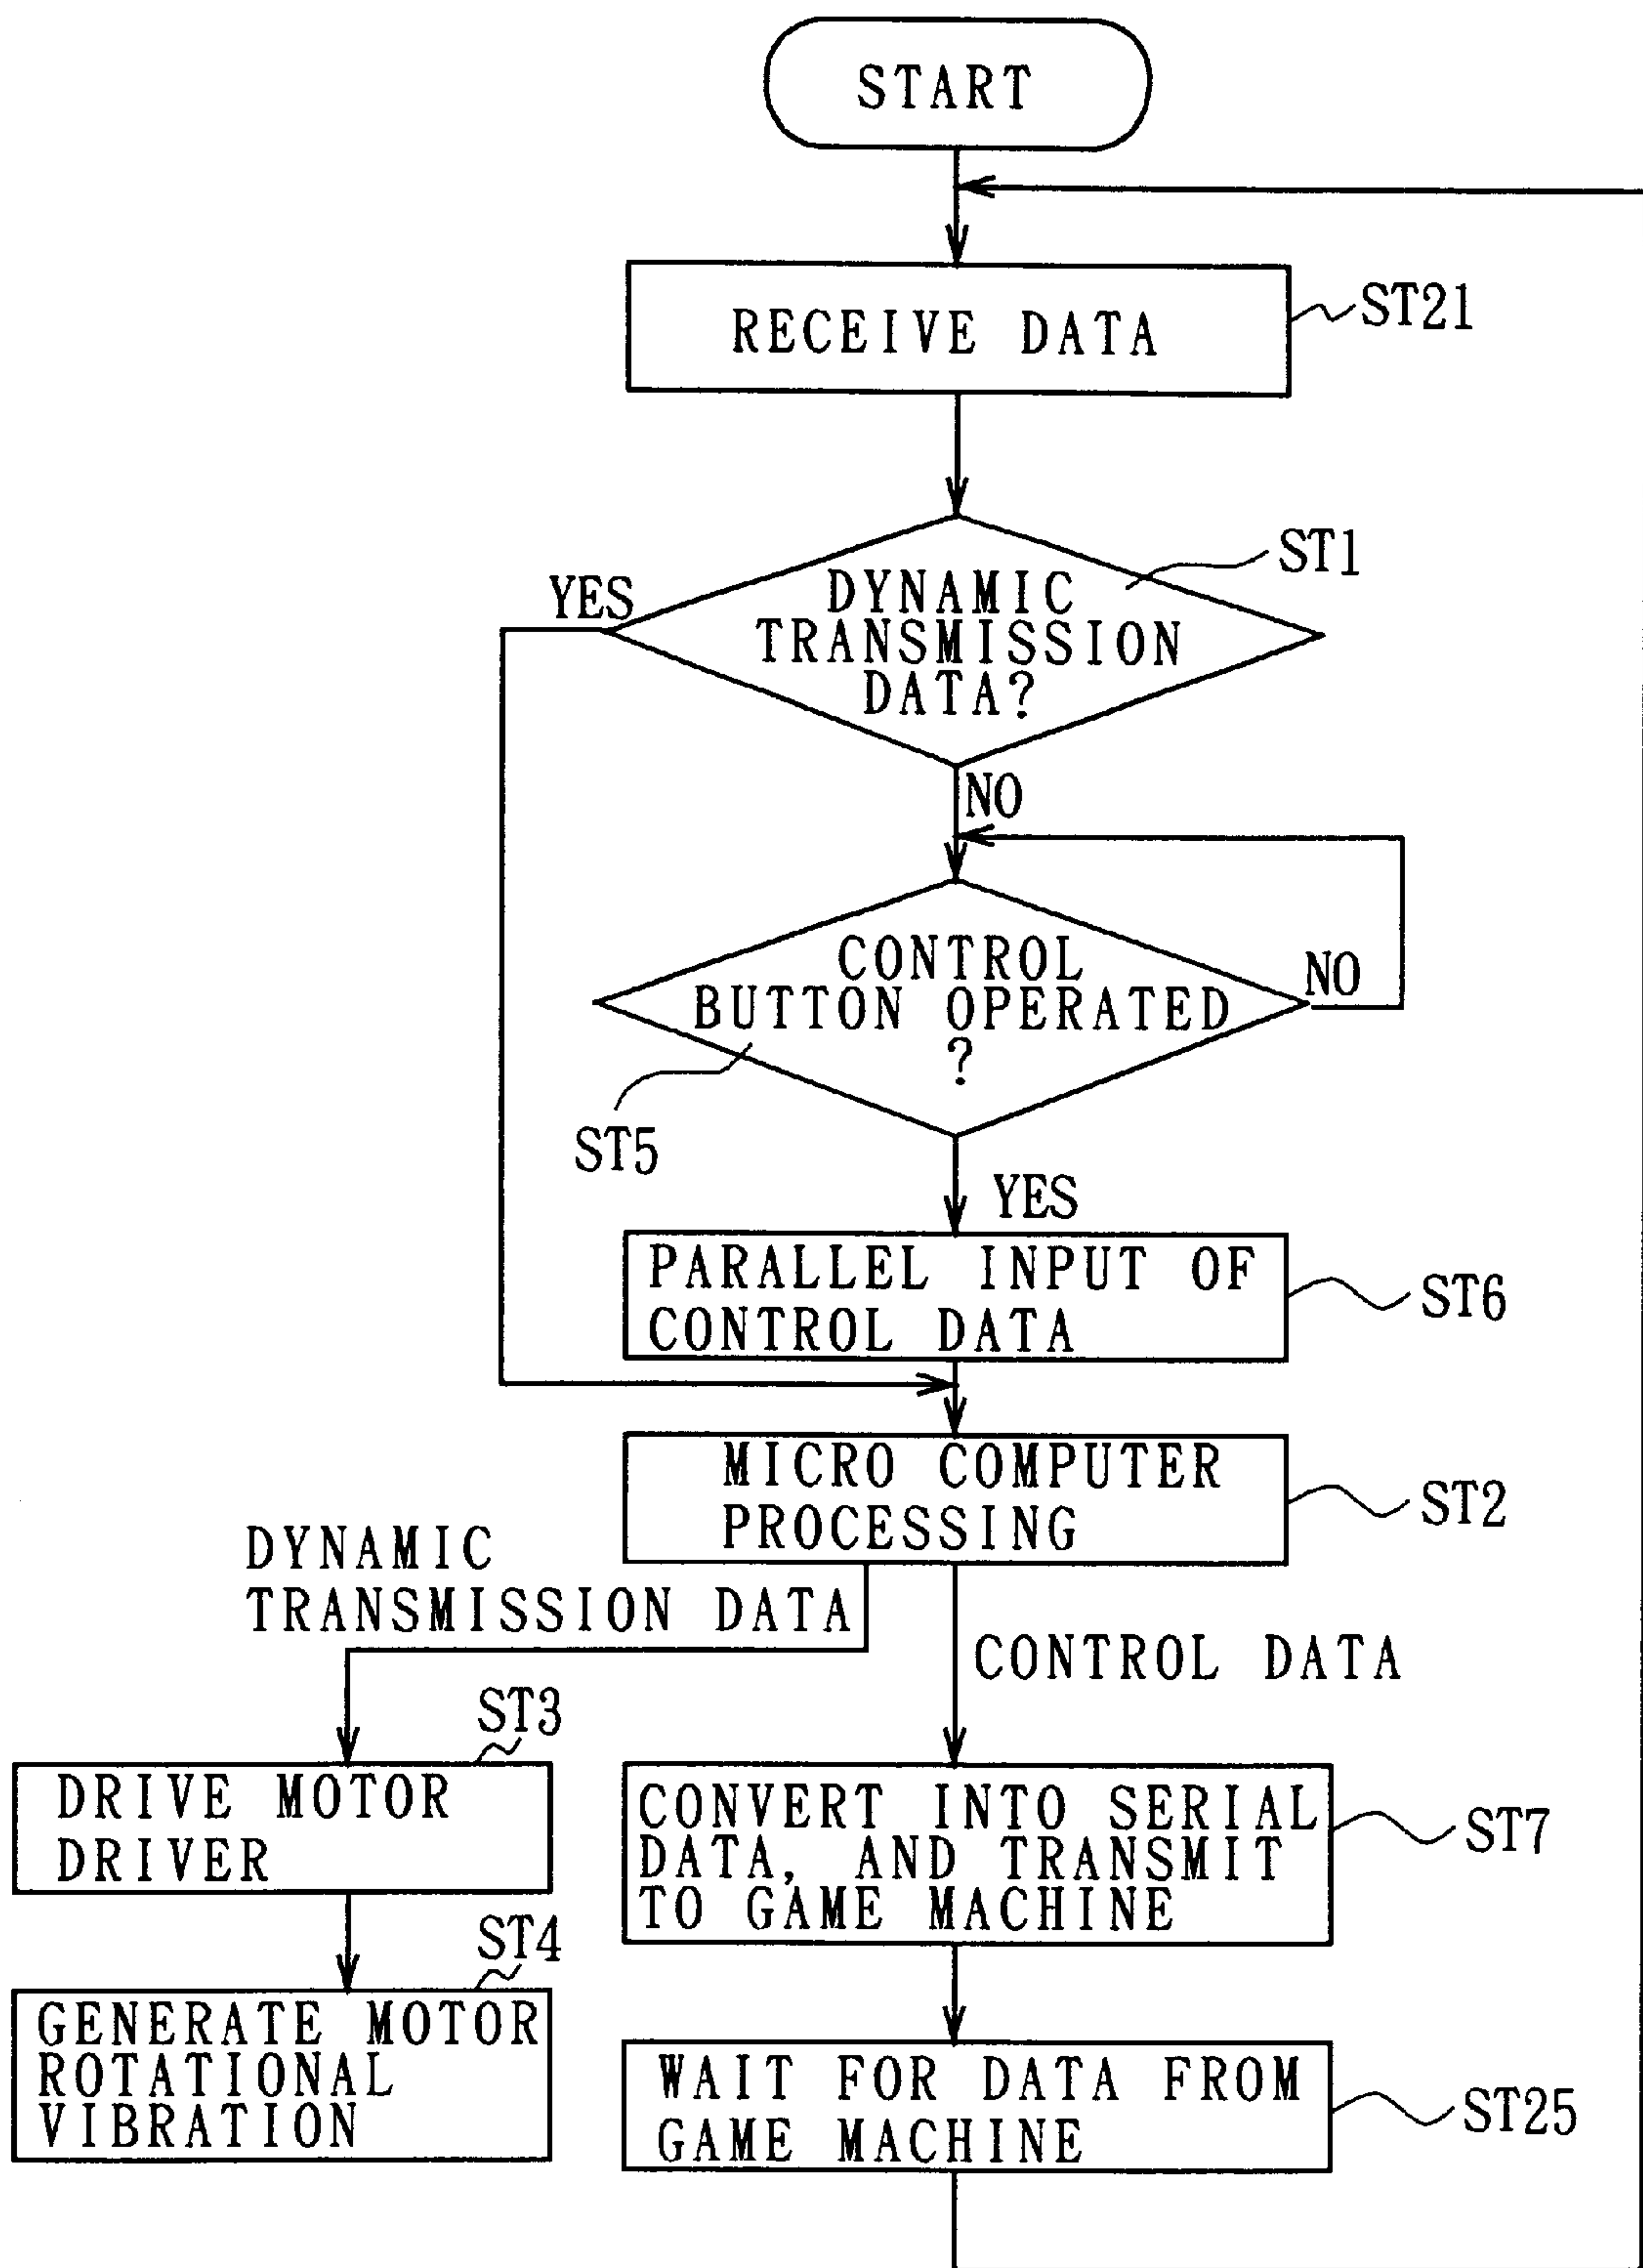 START
RECEIVE DATA
ST21
ST1
YES
DYNAMIC
TRANSMISSION
DATA?
NO
CONTROL
BUTTON OPERATED
?
NO
ST5
YES
PARALLEL INPUT OF
CONTROL DATA
ST6
MICRO COMPUTER
PROCESSING
ST2
DYNAMIC
TRANSMISSION DATA
CONTROL DATA
ST3
DRIVE MOTOR
DRIVER
CONVERT INTO SERIAL
DATA, AND TRANSMIT
TO GAME MACHINE
ST7
ST4
GENERATE MOTOR
ROTATIONAL
VIBRATION
WAIT FOR DATA FROM
GAME MACHINE
ST25